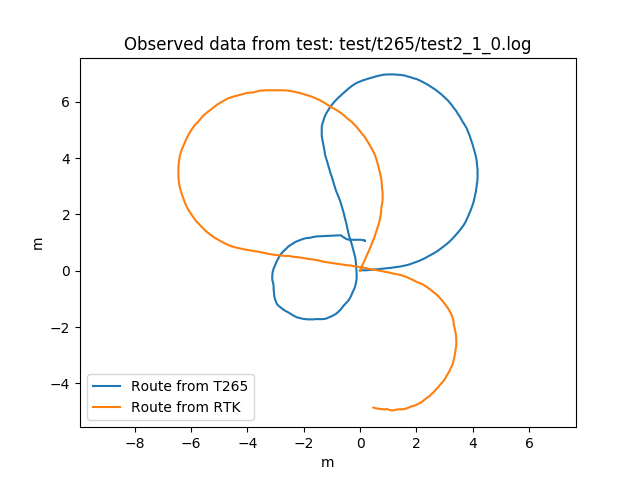 Observed data from test: test/t265/test2_1_0.log
6
4
2
0
−2
−4
m
−8
−6
−4
−2
0
2
4
6
m
Route from T265
Route from RTK